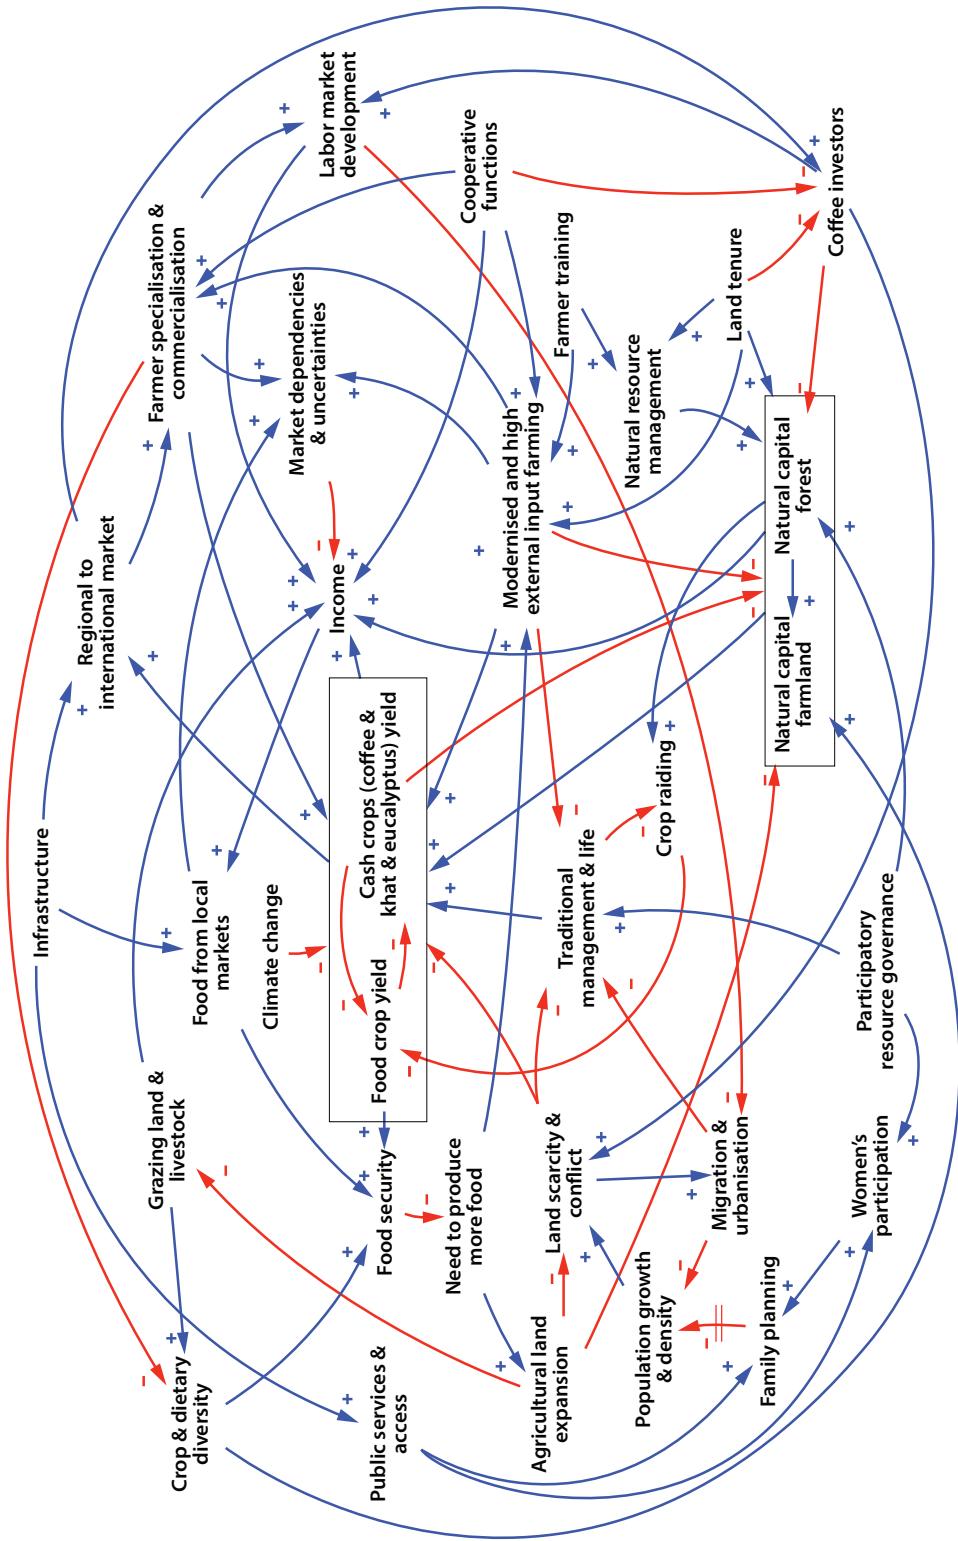 Crop & dietary
diversity
Grazing land &
livestock
Infrastructure
Regional to
international market
Farmer specialisation &
commercialisation
Labor market
development
Food from local
markets
Climate change
Market dependencies
& uncertainties
Public services &
access
Food security
Food crop yield
Cash crops (coffee &
khat & eucalyptus) yield
Income
Cooperative
functions
Need to produce
more food
Modernised and high
external input farming
Farmer training
Agricultural land
expansion
Land scarcity &
conflict
Traditional
management & life
Natural resource
management
Land tenure
Population growth
& density
Migration &
urbanisation
Crop raiding
Family planning
Natural capital
farmland
Natural capital
forest
Coffee investors
Women’s
participation
Participatory
resource governance